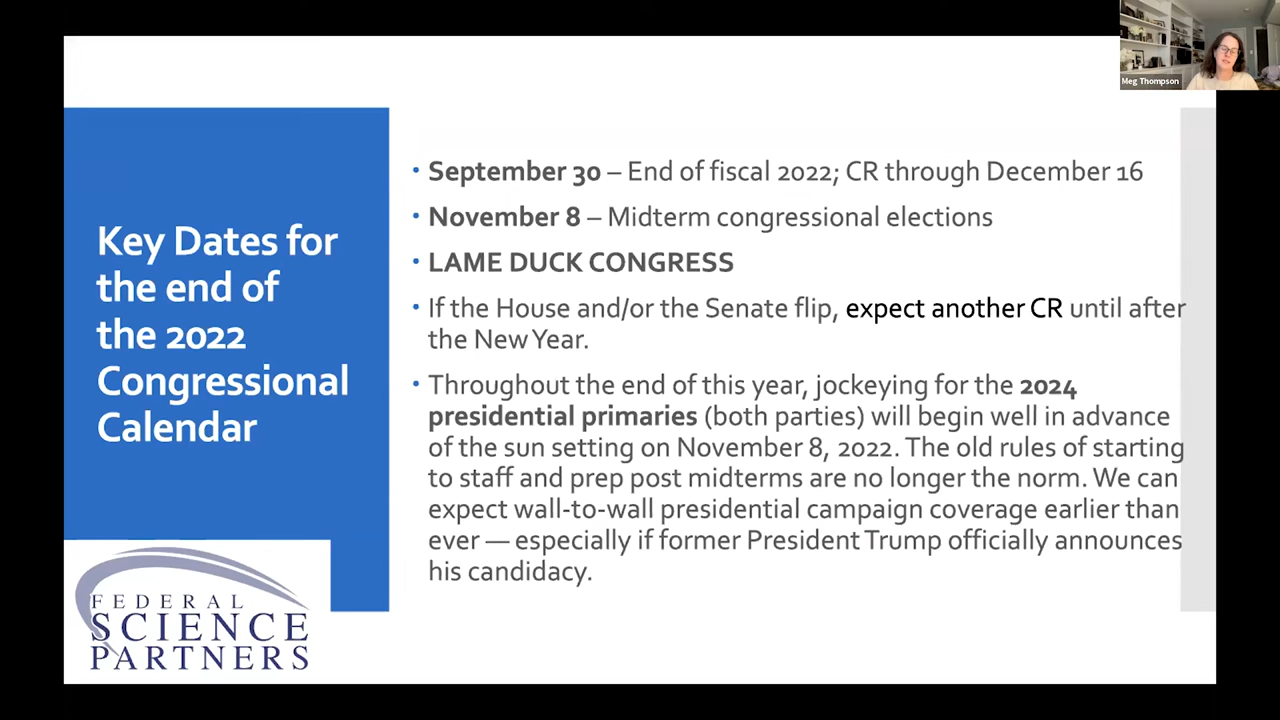 Meg Thompson
Key Dates for
the end of
the 2022
Congressional
Calendar
• September 30 – End of fiscal 2022; CR through December 16
• November 8 – Midterm congressional elections
• LAME DUCK CONGRESS
• If the House and/or the Senate flip, expect another CR until after
the New Year.
• Throughout the end of this year, jockeying for the 2024
presidential primaries (both parties) will begin well in advance
of the sun setting on November 8, 2022. The old rules of starting
to staff and prep post midterms are no longer the norm. We can
expect wall-to-wall presidential campaign coverage earlier than
ever — especially if former President Trump officially announces
his candidacy.
FEDERAL
SCIENCE
PARTNERS